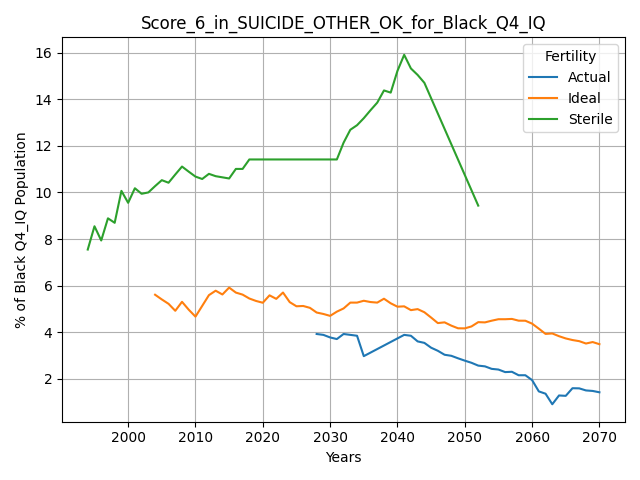 Score_6_in_SUICIDE_OTHER_OK_for_Black_Q4_IQ
Fertility
Actual
Ideal
Sterile
% of Black Q4_IQ Population
16
14
12
10
8
6
4
2
2000 2010 2020 2030 2040 2050 2060 2070
Years